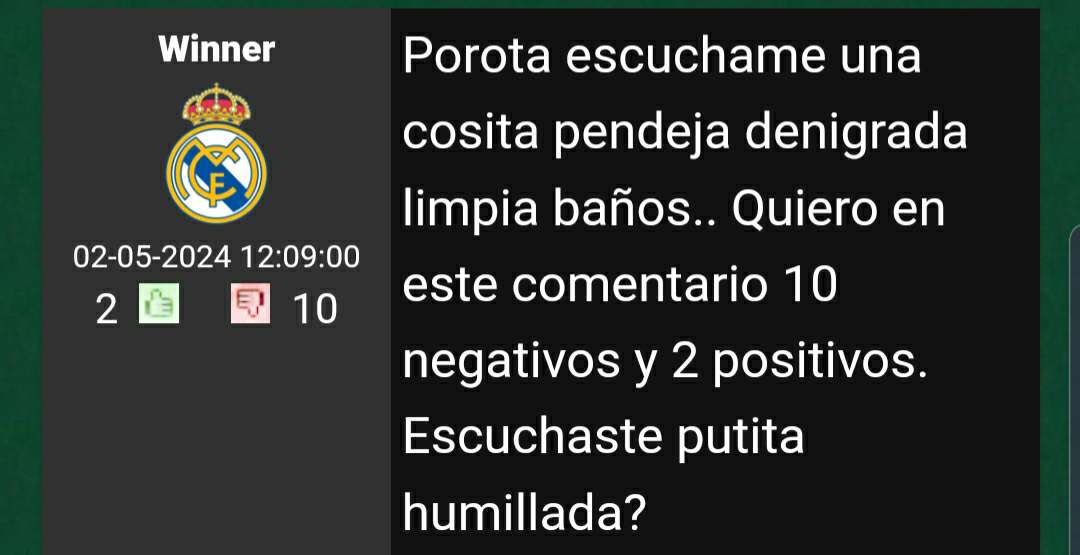 Winner
02-05-2024 12:09:00
2 10
Porota escuchame una
cosita pendeja denigrada
limpia baños.. Quiero en
este comentario 10
negativos y 2 positivos.
Escuchaste putita
humillada?